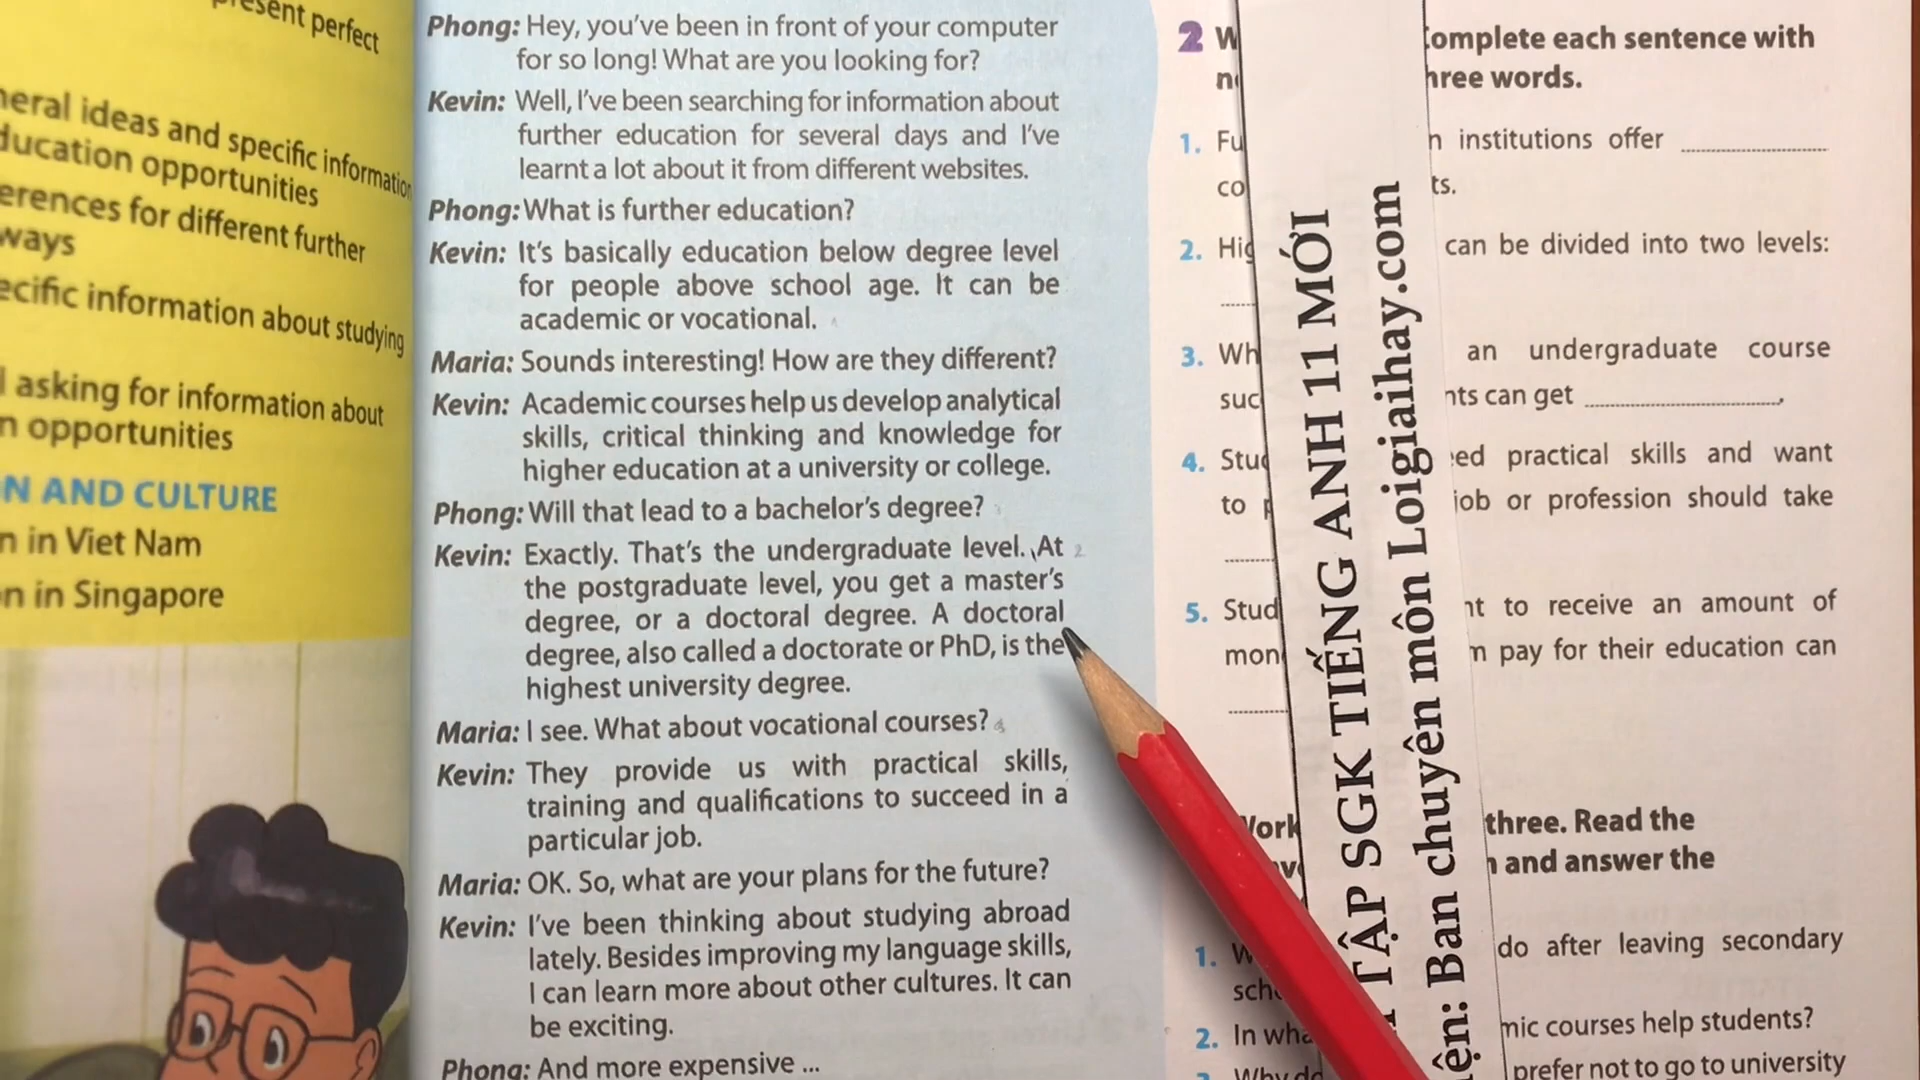 present perfect
neral ideas and specific information
ducation opportunities
erences for different further
ways
ecific information about studying
l asking for information about
n opportunities
N AND CULTURE
n in Viet Nam
n in Singapore
Phong: Hey, you've been in front of your computer
for so long! What are you looking for?
Kevin: Well, I've been searching for information about
further education for several days and I've
learnt a lot about it from different websites.
Phong: What is further education?
Kevin: It's basically education below degree level
for people above school age. It can be
academic or vocational.
Maria: Sounds interesting! How are they different?
Kevin: Academic courses help us develop analytical
skills, critical thinking and knowledge for
higher education at a university or college.
Phong: Will that lead to a bachelor's degree?
Kevin: Exactly. That's the undergraduate level. At
the postgraduate level, you get a master's
degree, or a doctoral degree. A doctoral
degree, also called a doctorate or PhD, is the
highest university degree.
Maria: I see. What about vocational courses?
Kevin: They provide us with practical skills,
training and qualifications to succeed in a
particular job.
Maria: OK. So, what are your plans for the future?
Kevin: I've been thinking about studying abroad
lately. Besides improving my language skills,
I can learn more about other cultures. It can
be exciting.
Phong: And more expensive ...
2 W omplete each sentence with
hree words.
1. Fu n institutions offer
co ts.
2. Hig can be divided into two levels:
3. Wh an undergraduate course
suc nts can get
4. Stud ed practical skills and want
to job or profession should take
5. Stud nt to receive an amount of
mon m pay for their education can
Work three. Read the
and answer the
1. W do after leaving secondary
sch
2. In wha mic courses help students?
Why do prefer not to go to university
TẬP SGK TIẾNG ANH 11 MỚI
ện: Ban chuyên môn Loigiaihay.com